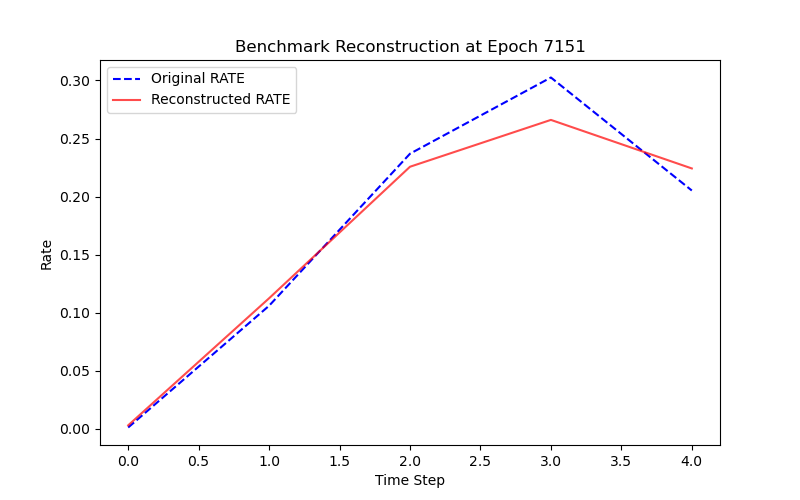 Benchmark Reconstruction at Epoch 7151
Original RATE
Reconstructed RATE
0.30
0.25
0.20
0.15
0.10
0.05
0.00
Rate
0.0 0.5 1.0 1.5 2.0 2.5 3.0 3.5 4.0
Time Step